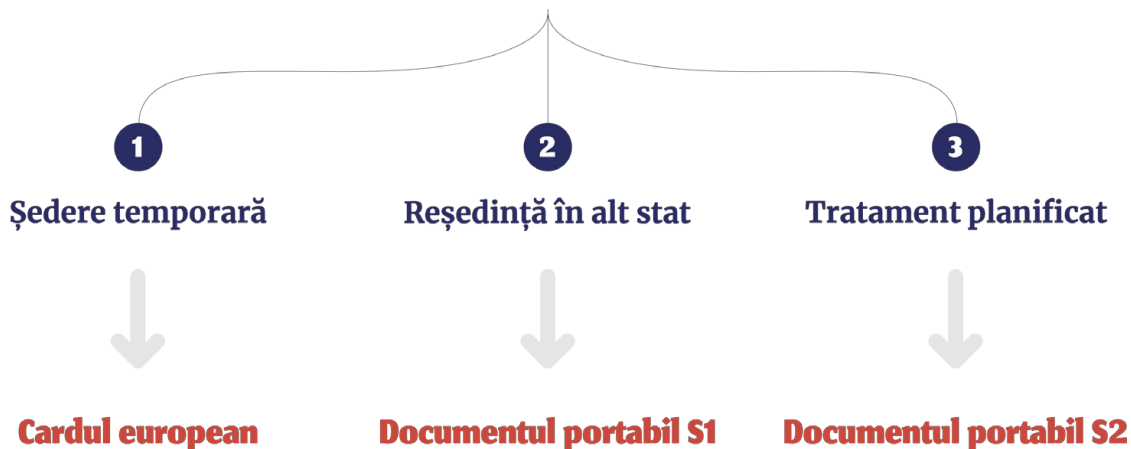 1
Ședere temporară
Cardul european
2
Reședință în alt stat
Documentul portabil S1
3
Tratament planificat
Documentul portabil S2